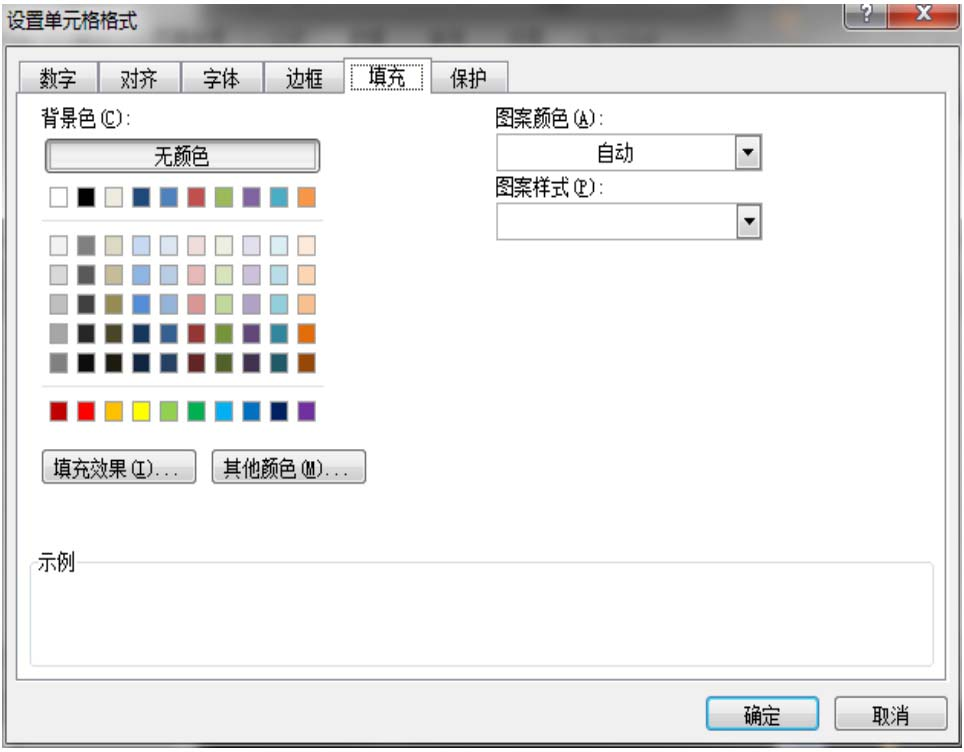 设置单元格格式
?
X
数字 对齐 字体 边框 填充 保护
背景色(C):
无颜色
图案颜色(A):
自动
图案样式(P):
填充效果(I)... 其他颜色(M)...
示例
确定 取消